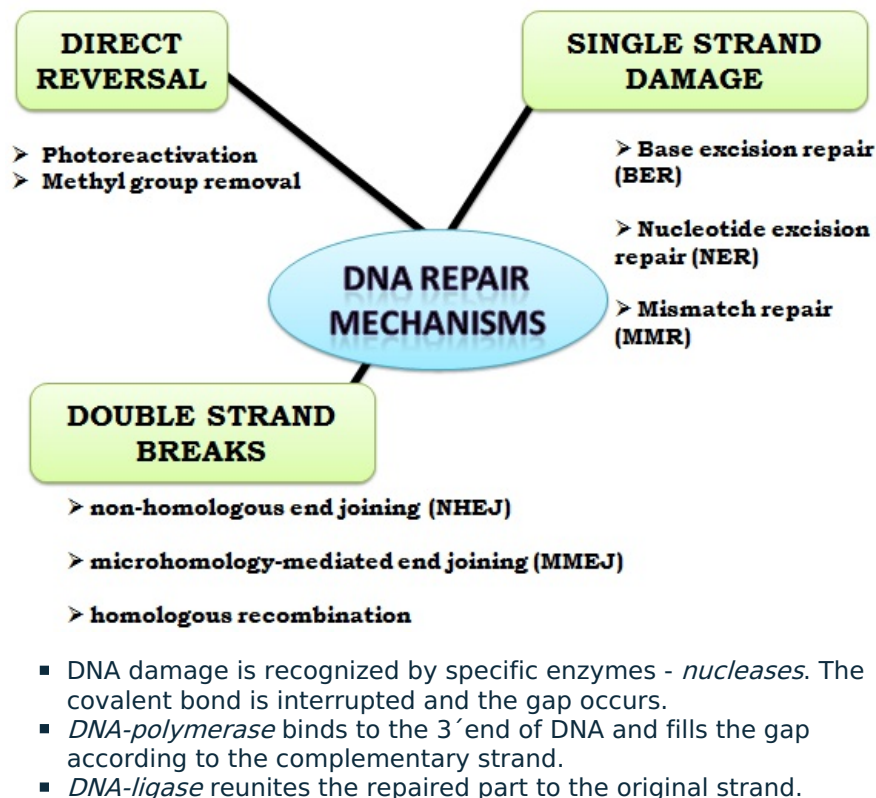 DIRECT
REVERSAL
➢ Photoreactivation
➢ Methyl group removal
SINGLE STRAND
DAMAGE
➢ Base excision repair
(BER)
➢ Nucleotide excision
repair (NER)
➢ Mismatch repair
(MMR)
DNA REPAIR
MECHANISMS
DOUBLE STRAND
BREAKS
➢ non-homologous end joining (NHEJ)
➢ microhomology-mediated end joining (MMEJ)
➢ homologous recombination
▪ DNA damage is recognized by specific enzymes - nucleases. The
covalent bond is interrupted and the gap occurs.
▪ DNA-polymerase binds to the 3´end of DNA and fills the gap
according to the complementary strand.
▪ DNA-ligase reunites the repaired part to the original strand.